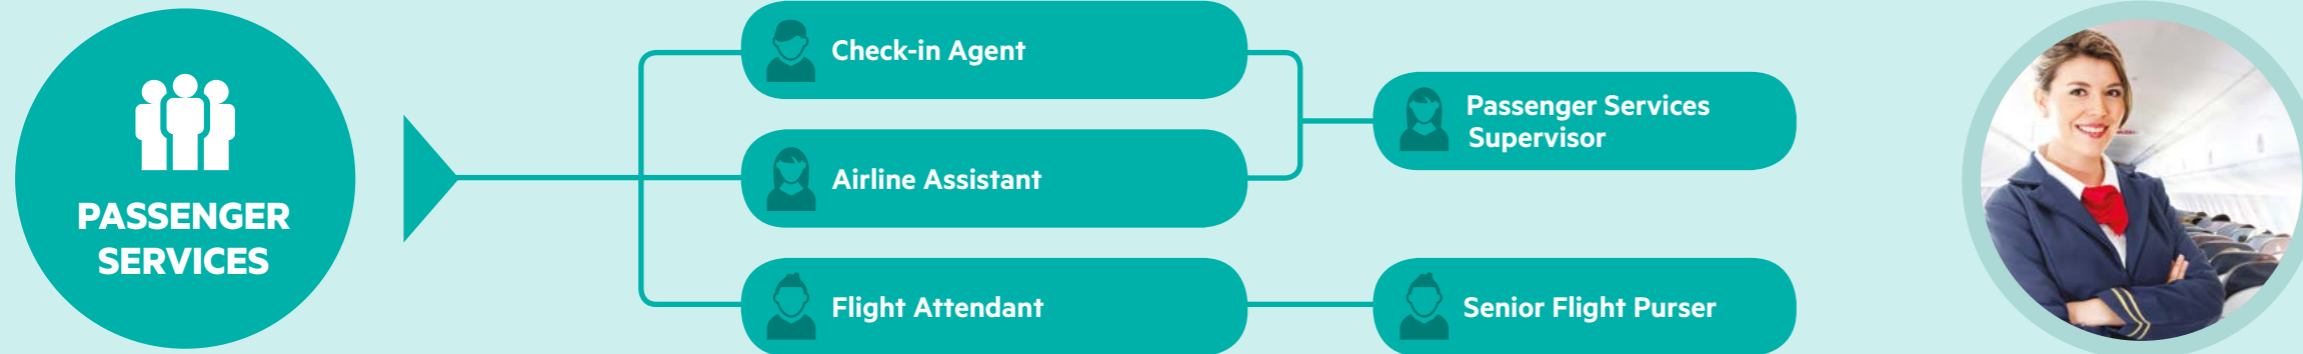 PASSENGER
SERVICES
Check-in Agent
Airline Assistant
Flight Attendant
Passenger Services
Supervisor
Senior Flight Purser